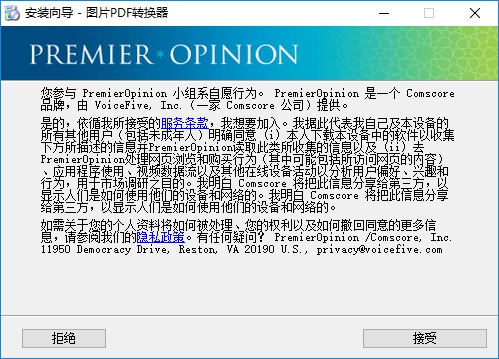 安装向导 - 图片PDF转换器
PREMIER OPINION
您参与 PremierOpinion 小组系自愿行为。 PremierOpinion 是一个 Comscore
品牌，由 VoiceFive, Inc.（一家 Comscore 公司）提供。
是的，依循我所接受的服务条款，我想要加入。我据此代表我自己及本设备的
所有其他用户（包括未成年人）明确同意 (i) 本人下载本设备中的软件以收集
下方所描述的信息并PremierOpinion读取此类所收集的信息以及 (ii) 去
PremierOpinion处理网页浏览和购买行为（其中可能包括所访问网页的内容）
、应用程序使用、视频数据流以及其他在线设备活动以分析用户偏好、兴趣和
行为，用于市场调研之目的。我明白 Comscore 将把此信息分享给第三方，以
显示人们是如何使用他们的设备和网络的。我明白 Comscore 将把此信息分享
给第三方，以显示人们是如何使用他们的设备和网络的。
如需关于您的个人资料将如何被处理、您的权利以及如何撤回同意的更多信
息，请参阅我们的隐私政策。有任何疑问？ PremierOpinion /Comscore, Inc.
11950 Democracy Drive, Reston, VA 20190 U.S., privacy@voicefive.com
拒绝
接受